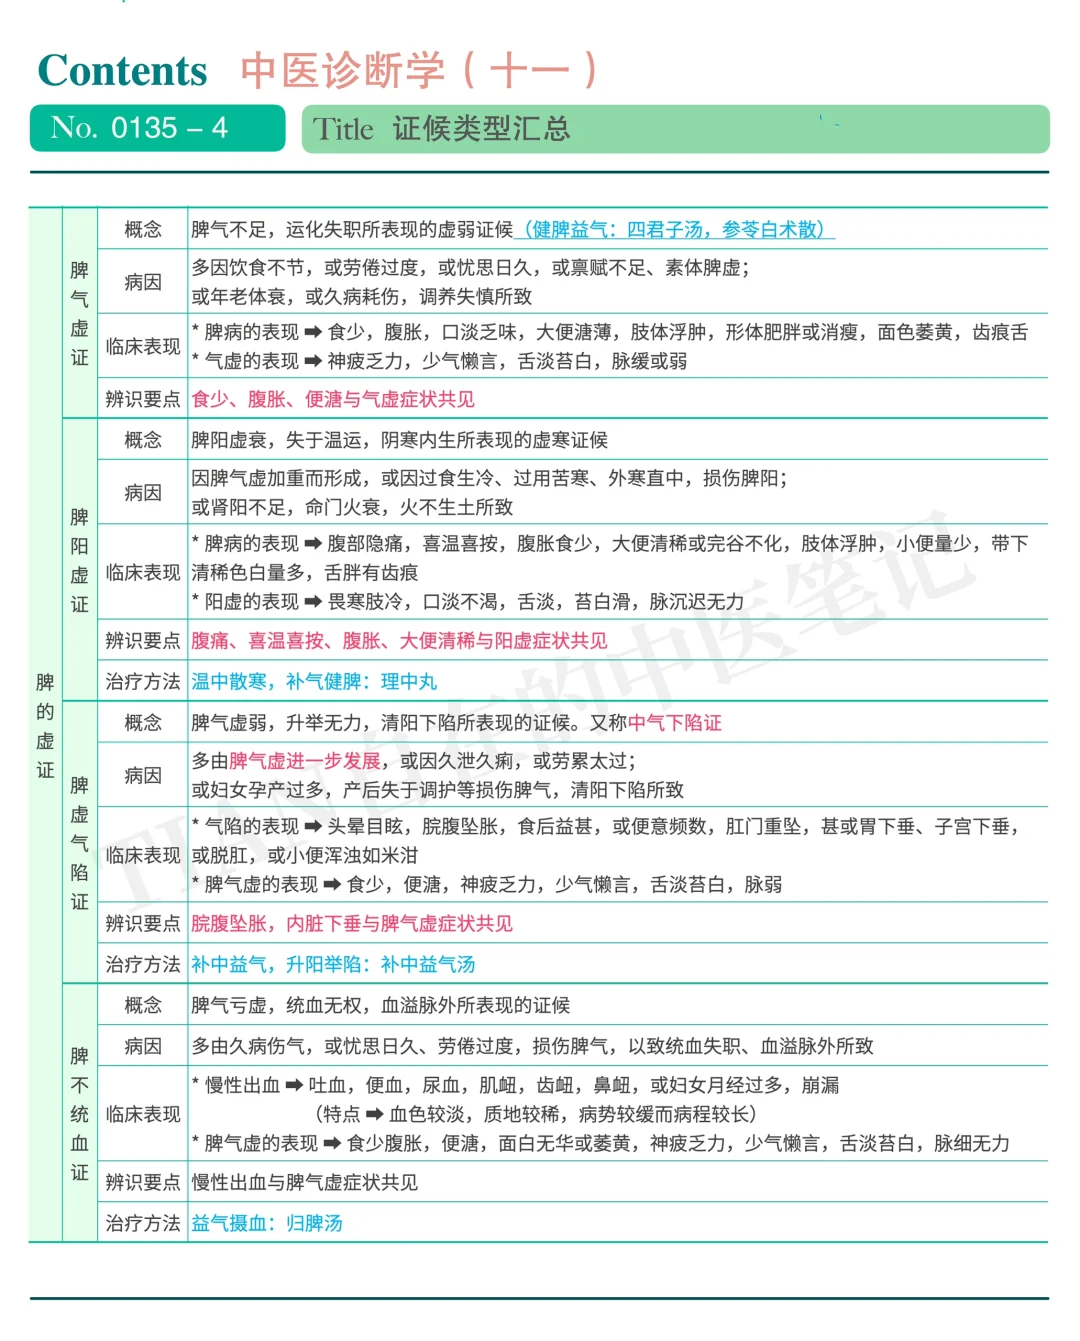 Contents 中医诊断学（十一）
No. 0135 – 4
Title 证候类型汇总
脾的虚证
脾气虚证
概念 脾气不足，运化失职所表现的虚弱证候（健脾益气：四君子汤，参苓白术散）
病因 多因饮食不节，或劳倦过度，或忧思日久，或禀赋不足、素体脾虚；
或年老体衰，或久病耗伤，调养失慎所致
临床表现 * 脾病的表现 ➡ 食少，腹胀，口淡乏味，大便溏薄，肢体浮肿，形体肥胖或消瘦，面色萎黄，齿痕舌
* 气虚的表现 ➡ 神疲乏力，少气懒言，舌淡苔白，脉缓或弱
辨识要点 食少、腹胀、便溏与气虚症状共见
脾阳虚证
概念 脾阳虚衰，失于温运，阴寒内生所表现的虚寒证候
病因 因脾气虚加重而形成，或因过食生冷、过用苦寒、外寒直中，损伤脾阳；
或肾阳不足，命门火衰，火不生土所致
临床表现 * 脾病的表现 ➡ 腹部隐痛，喜温喜按，腹胀食少，大便清稀或完谷不化，肢体浮肿，小便量少，带下
清稀色白量多，舌胖有齿痕
* 阳虚的表现 ➡ 畏寒肢冷，口淡不渴，舌淡，苔白滑，脉沉迟无力
辨识要点 腹痛、喜温喜按、腹胀、大便清稀与阳虚症状共见
治疗方法 温中散寒，补气健脾：理中丸
脾虚气陷证
概念 脾气虚弱，升举无力，清阳下陷所表现的证候。又称中气下陷证
病因 多由脾气虚进一步发展，或因久泄久痢，或劳累太过；
或妇女孕产过多，产后失于调护等损伤脾气，清阳下陷所致
临床表现 * 气陷的表现 ➡ 头晕目眩，脘腹坠胀，食后益甚，或便意频数，肛门重坠，甚或胃下垂、子宫下垂，
或脱肛，或小便浑浊如米泔
* 脾气虚的表现 ➡ 食少，便溏，神疲乏力，少气懒言，舌淡苔白，脉弱
辨识要点 脘腹坠胀，内脏下垂与脾气虚症状共见
治疗方法 补中益气，升阳举陷：补中益气汤
脾不统血证
概念 脾气亏虚，统血无权，血溢脉外所表现的证候
病因 多由久病伤气，或忧思日久、劳倦过度，损伤脾气，以致统血失职、血溢脉外所致
临床表现 * 慢性出血 ➡ 吐血，便血，尿血，肌衄，齿衄，鼻衄，或妇女月经过多，崩漏
（特点 ➡ 血色较淡，质地较稀，病势较缓而病程较长）
* 脾气虚的表现 ➡ 食少腹胀，便溏，面白无华或萎黄，神疲乏力，少气懒言，舌淡苔白，脉细无力
辨识要点 慢性出血与脾气虚症状共见
治疗方法 益气摄血：归脾汤
TIAN自在的中医笔记